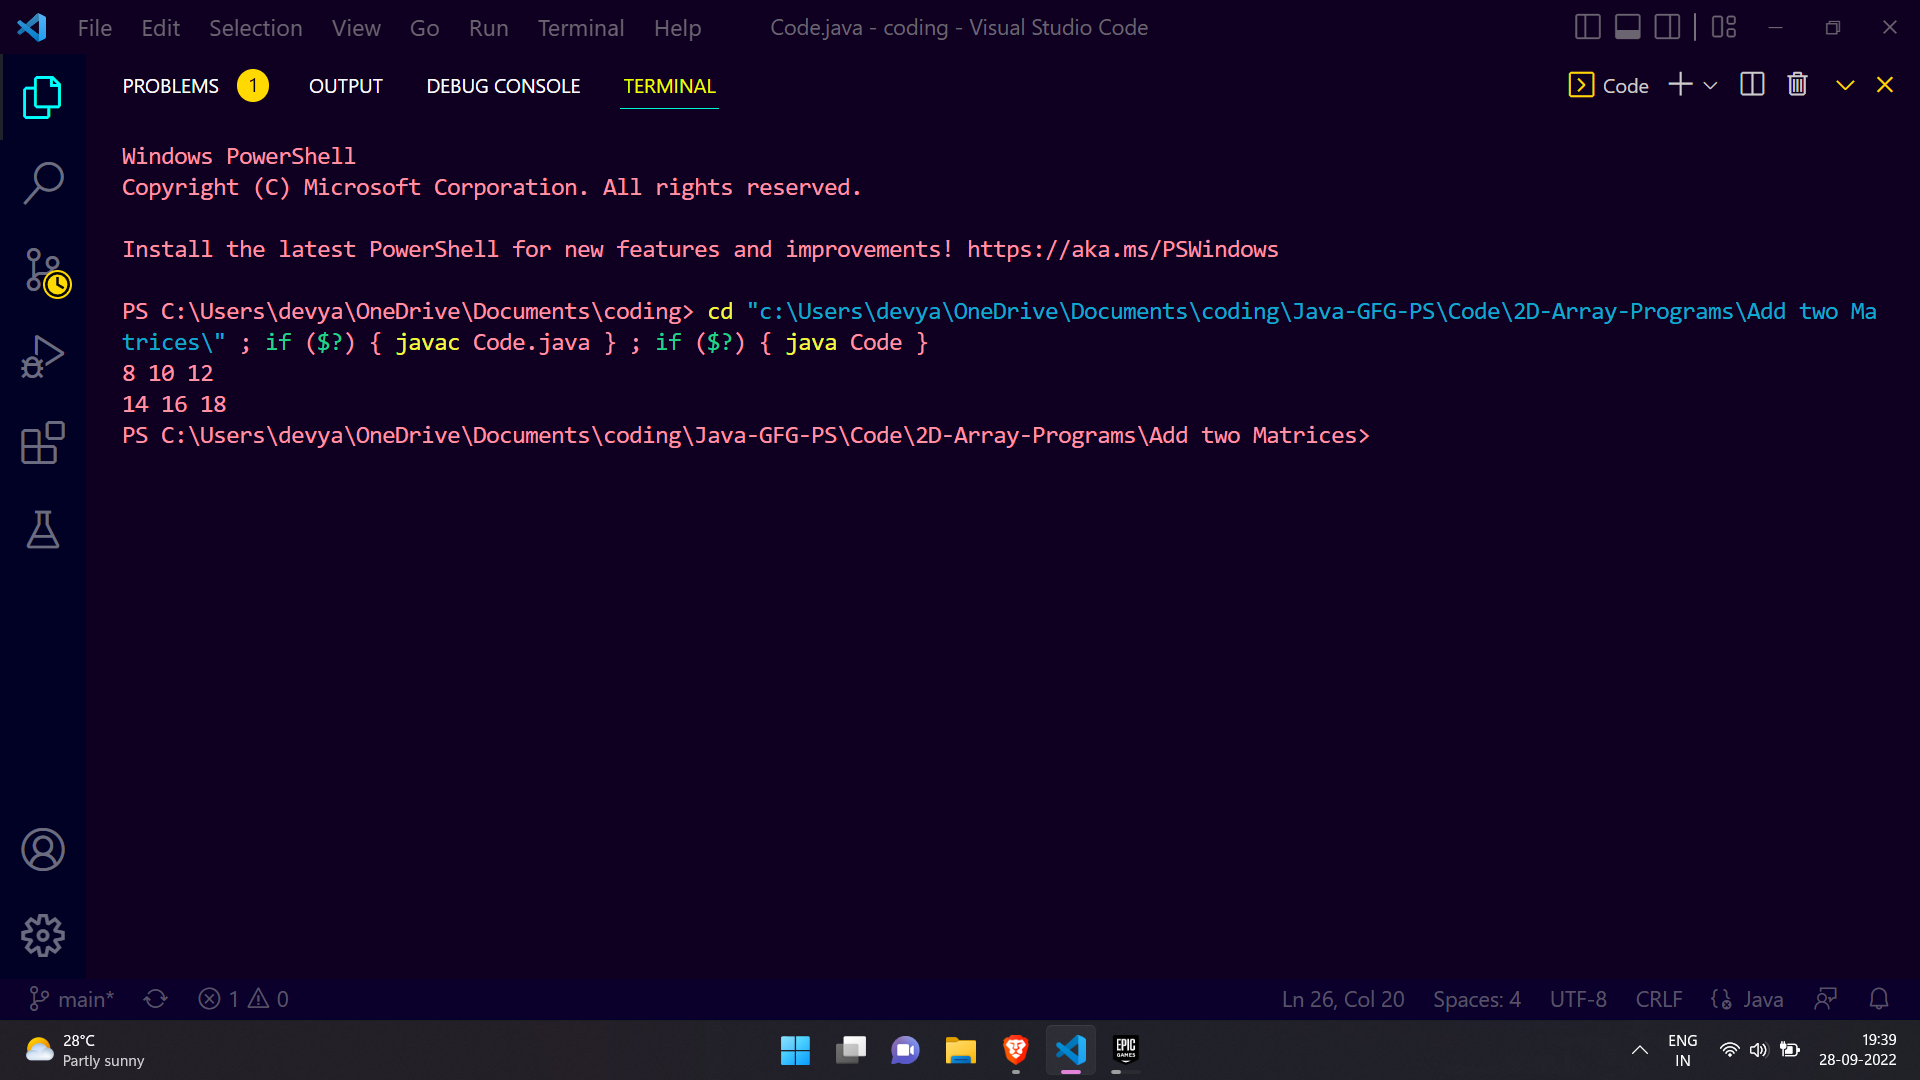 File Edit Selection View Go Run Terminal Help Code.java - coding - Visual Studio Code
PROBLEMS 1 OUTPUT DEBUG CONSOLE TERMINAL Code
Windows PowerShell
Copyright (C) Microsoft Corporation. All rights reserved.
Install the latest PowerShell for new features and improvements! https://aka.ms/PSWindows
PS C:\Users\devya\OneDrive\Documents\coding> cd "c:\Users\devya\OneDrive\Documents\coding\Java-GFG-PS\Code\2D-Array-Programs\Add two Ma
trices\" ; if ($?) { javac Code.java } ; if ($?) { java Code }
8 10 12
14 16 18
PS C:\Users\devya\OneDrive\Documents\coding\Java-GFG-PS\Code\2D-Array-Programs\Add two Matrices>
main* 1 0 Ln 26, Col 20 Spaces: 4 UTF-8 CRLF Java
28°C
Partly sunny
EPIC
GAMES
ENG
IN
19:39
28-09-2022